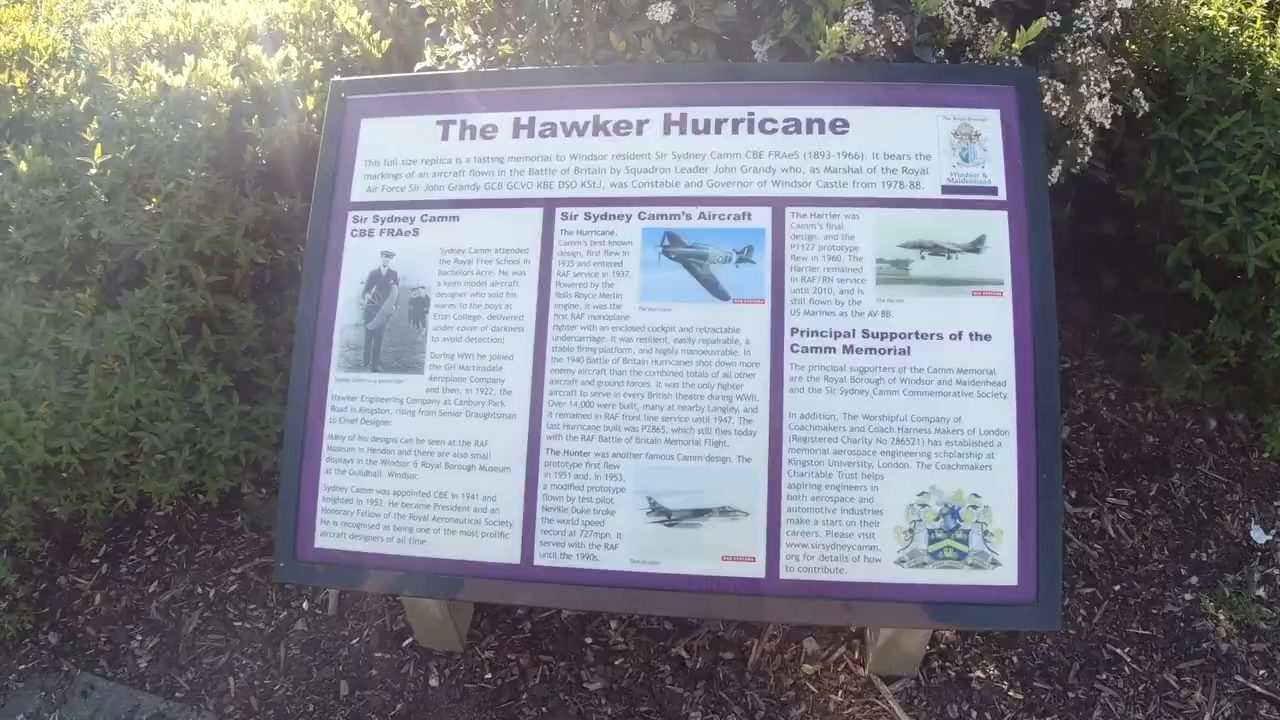 The Hawker Hurricane
This full size replica is a lasting memorial to Windsor resident Sir Sydney Camm CBE FRAeS (1893-1966). It bears the
markings of an aircraft flown in the Battle of Britain by Squadron Leader John Grandy who, as Marshal of the Royal
Air Force Sir John Grandy GCB GCVO KBE DSO KStJ, was Constable and Governor of Windsor Castle from 1978-88.
The Royal Borough
Windsor &
Maidenhead
Sir Sydney Camm
CBE FRAeS
Sydney Camm attended
the Royal Free School in
Bachelors Acre. He was
a keen model aircraft
designer who sold his
wares to the boys at
Eton College, delivered
under cover of darkness
to avoid detection!
During WWI he joined
the GH Martinsdale
Aeroplane Company
and then, in 1922, the
Hawker Engineering Company at Canbury Park
Road in Kingston, rising from Senior Draughtsman
to Chief Designer.
Many of his designs can be seen at the RAF
Museum in Hendon and there are also small
displays in the Windsor & Royal Borough Museum
at the Guildhall, Windsor.
Sydney Camm was appointed CBE in 1941 and
knighted in 1953. He became President and an
Honorary Fellow of the Royal Aeronautical Society.
He is recognised as being one of the most prolific
aircraft designers of all time
Sir Sydney Camm's Aircraft
The Hurricane,
Camm's best known
design, first flew in
1935 and entered
RAF service in 1937.
Powered by the
Rolls Royce Merlin
engine, it was the
first RAF monoplane
fighter with an enclosed cockpit and retractable
undercarriage. It was resilient, easily repairable, a
stable firing platform, and highly manoeuvrable. In
the 1940 Battle of Britain Hurricanes shot down more
enemy aircraft than the combined totals of all other
aircraft and ground forces. It was the only fighter
aircraft to serve in every British theatre during WWII.
Over 14,000 were built, many at nearby Langley, and
it remained in RAF front line service until 1947. The
last Hurricane built was PZ865, which still flies today
with the RAF Battle of Britain Memorial Flight.
BAE SYSTEMS
The Hurricane
The Hunter was another famous Camm design. The
prototype first flew
in 1951 and, in 1953,
a modified prototype
flown by test pilot
Neville Duke broke
the world speed
record at 727mph. It
served with the RAF
until the 1990s.
BAE SYSTEMS
The Harrier was
Camm's final
design, and the
P1127 prototype
flew in 1960. The
Harrier remained
in RAF/RN service
until 2010, and is
still flown by the
US Marines as the AV-8B.
BAE SYSTEMS
The Harrier
Principal Supporters of the
Camm Memorial
The principal supporters of the Camm Memorial
are the Royal Borough of Windsor and Maidenhead
and the Sir Sydney Camm Commemorative Society.
In addition, The Worshipful Company of
Coachmakers and Coach Harness Makers of London
(Registered Charity No 286521) has established a
memorial aerospace engineering scholarship at
Kingston University, London. The Coachmakers
Charitable Trust helps
aspiring engineers in
both aerospace and
automotive industries
make a start on their
careers. Please visit
www.sirsydneycamm.
org for details of how
to contribute.